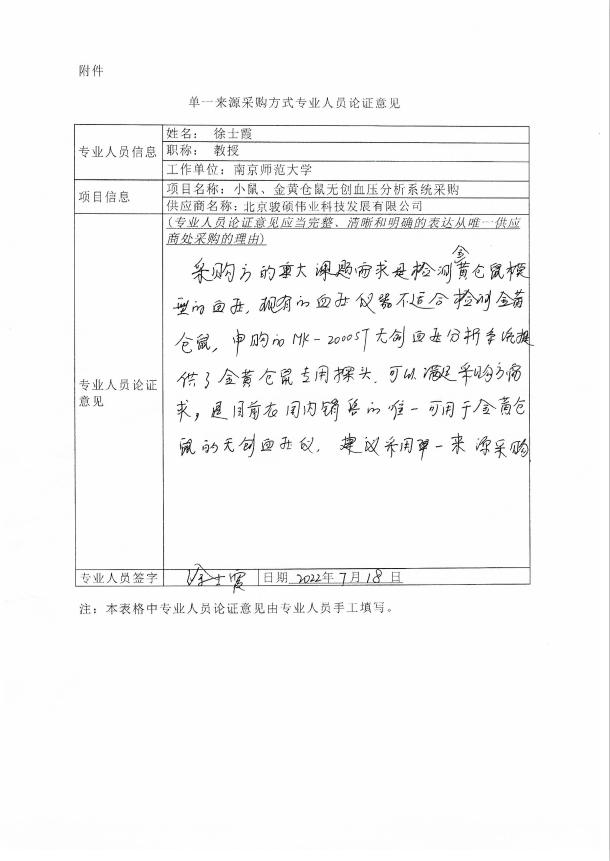 附件
单一来源采购方式专业人员论证意见
专业人员信息
姓名: 徐士霞
职称: 教授
工作单位: 南京师范大学
项目信息
项目名称: 小鼠、金黄仓鼠无创血压分析系统采购
供应商名称: 北京骏硕伟业科技发展有限公司
专业人员论证意见
(专业人员论证意见应当完整、清晰和明确的表达从唯一供应
商处采购的理由)
采购方的重大课题需求是检测金黄仓鼠模
型的血压,现有的血压仪器不适合检测金黄
仓鼠,申购的MK-2000ST无创血压分析系统提
供了金黄仓鼠专用探头,可以满足采购方需
求,是目前在国内销售的唯一可用于金黄仓
鼠的无创血压仪,建议采用单一来源采购
专业人员签字 徐士霞 日期 2022年7月18日
注: 本表格中专业人员论证意见由专业人员手工填写。